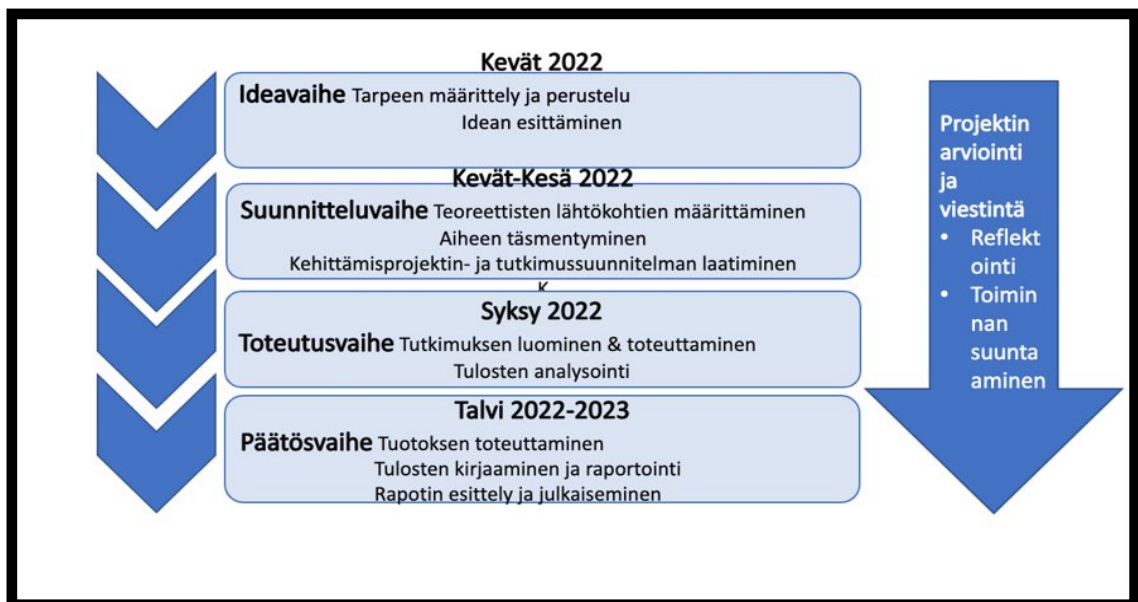 Kevät 2022
Ideavaihe Tarpeen määrittely ja perustelu
Idean esittäminen
Kevät-Kesä 2022
Suunnitteluvaihe Teoreettisten lähtökohtien määrittäminen
Aiheen täsmentyminen
Kehittämisprojektin- ja tutkimussuunnitelman laatiminen
K
Syksy 2022
Toteutusvaihe Tutkimuksen luominen & toteuttaminen
Tulosten analysointi
Talvi 2022-2023
Päätösvaihe Tuotoksen toteuttaminen
Tulosten kirjaaminen ja raportointi
Rapotin esittely ja julkaiseminen
Projektin
arviointi
ja
viestintä
• Reflekt
ointi
• Toimin
nan
suunta
aminen